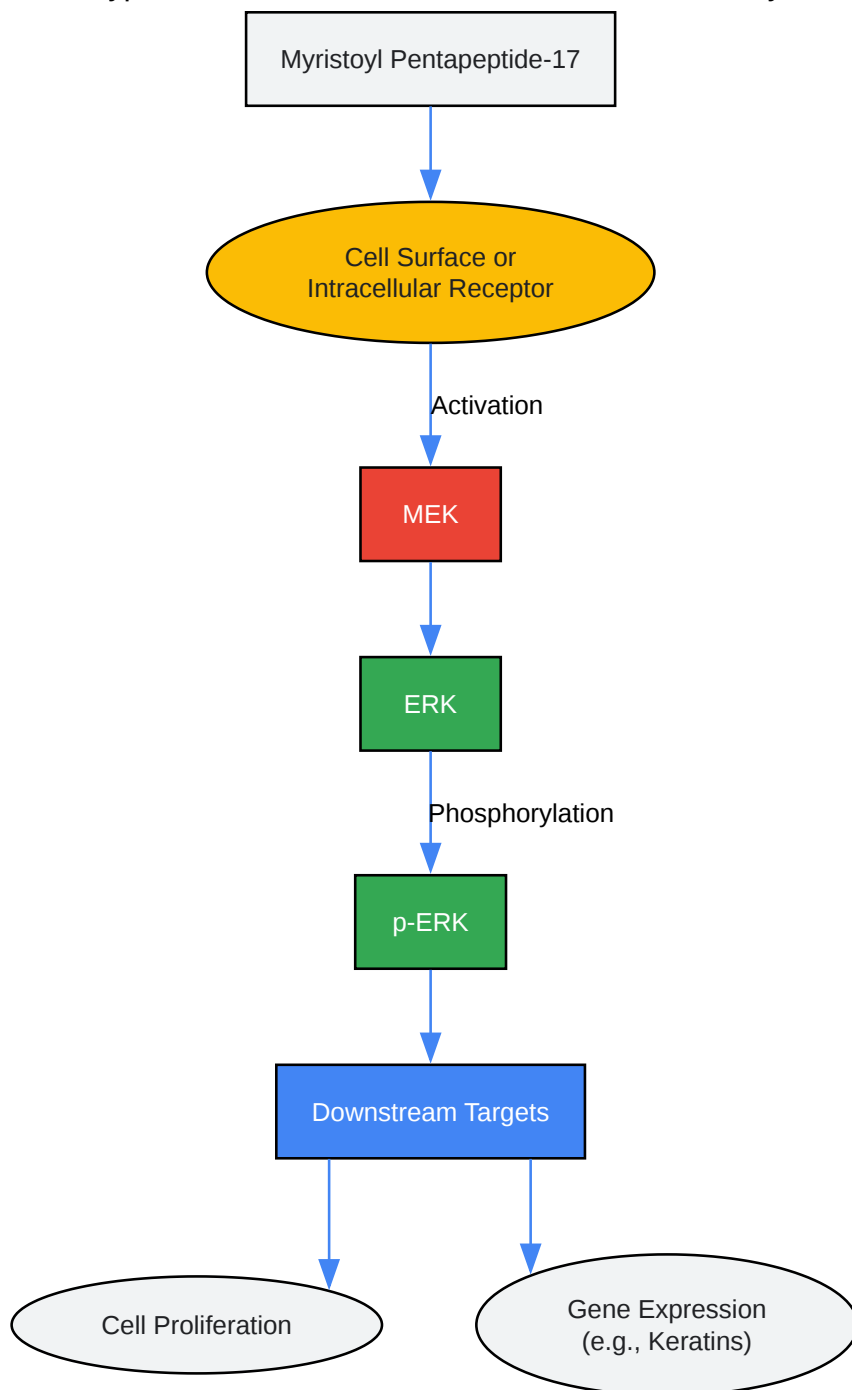 Myristoyl Pentapeptide-17
Cell Surface or
Intracellular Receptor
Activation
MEK
ERK
Phosphorylation
p-ERK
Downstream Targets
Cell Proliferation
Gene Expression
(e.g., Keratins)